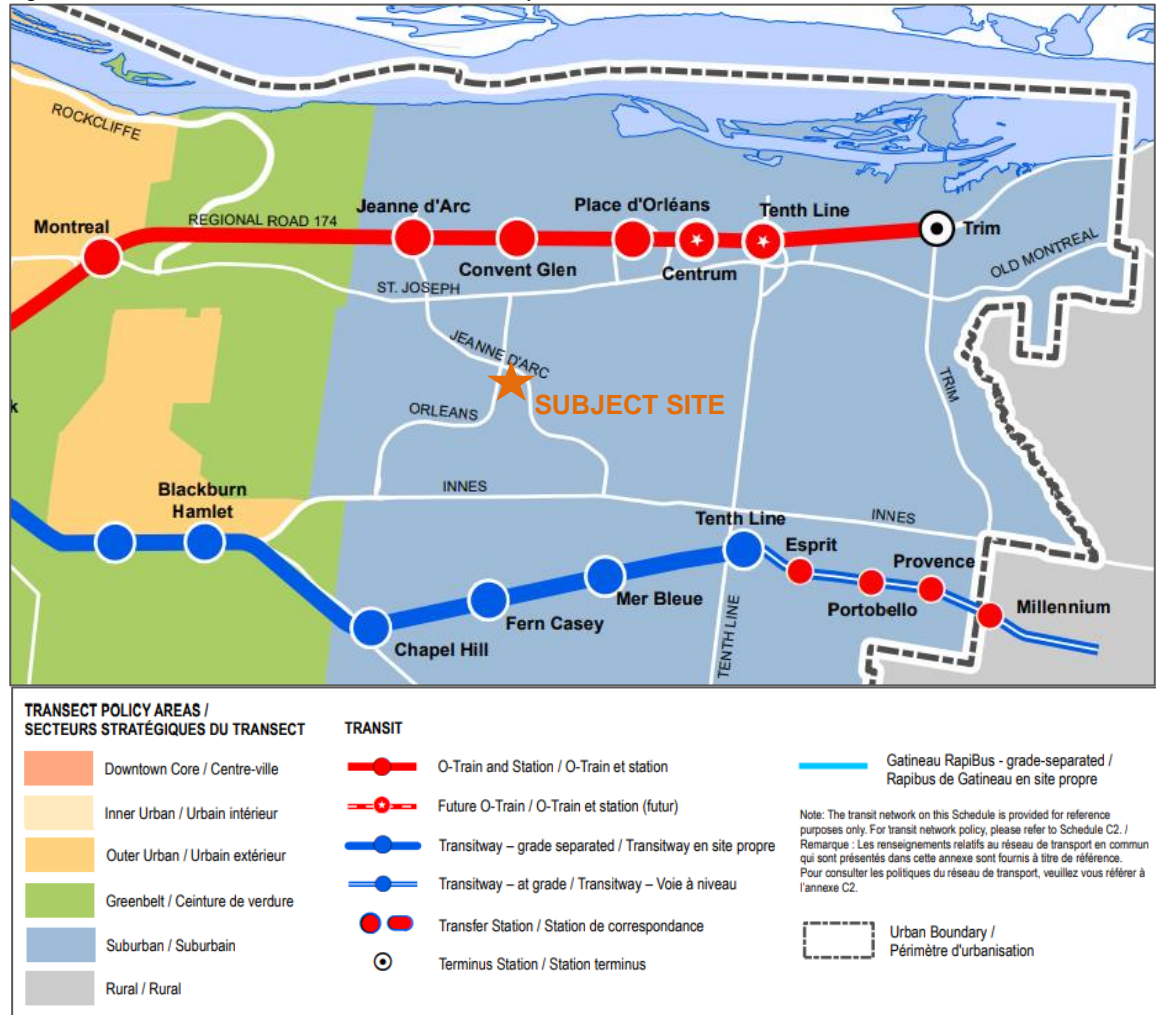 ROCKCLIFFE
Montreal
REGIONAL ROAD 174
Jeanne d'Arc
Place d'Orléans
Tenth Line
Trim
Convent Glen
Centrum
OLD MONTREAL
ST. JOSEPH
JEANNE D'ARC
TRIM
k
ORLEANS
SUBJECT SITE
INNES
INNES
Blackburn
Hamlet
Tenth Line
Esprit
Provence
Mer Bleue
Portobello
Millennium
Fern Casey
TENTH LINE
Chapel Hill
TRANSECT POLICY AREAS /
SECTEURS STRATÉGIQUES DU TRANSECT
Downtown Core / Centre-ville
Inner Urban / Urbain intérieur
Outer Urban / Urbain extérieur
Greenbelt / Ceinture de verdure
Suburban / Suburbain
Rural / Rural
TRANSIT
O-Train and Station / O-Train et station
Future O-Train / O-Train et station (futur)
Transitway – grade separated / Transitway en site propre
Transitway – at grade / Transitway – Voie à niveau
Transfer Station / Station de correspondance
Terminus Station / Station terminus
Gatineau RapiBus - grade-separated /
Rapibus de Gatineau en site propre
Note: The transit network on this Schedule is provided for reference
purposes only. For transit network policy, please refer to Schedule C2. /
Remarque : Les renseignements relatifs au réseau de transport en commun
qui sont présentés dans cette annexe sont fournis à titre de référence.
Pour consulter les politiques du réseau de transport, veuillez vous référer à
l'annexe C2.
Urban Boundary /
Périmètre d'urbanisation